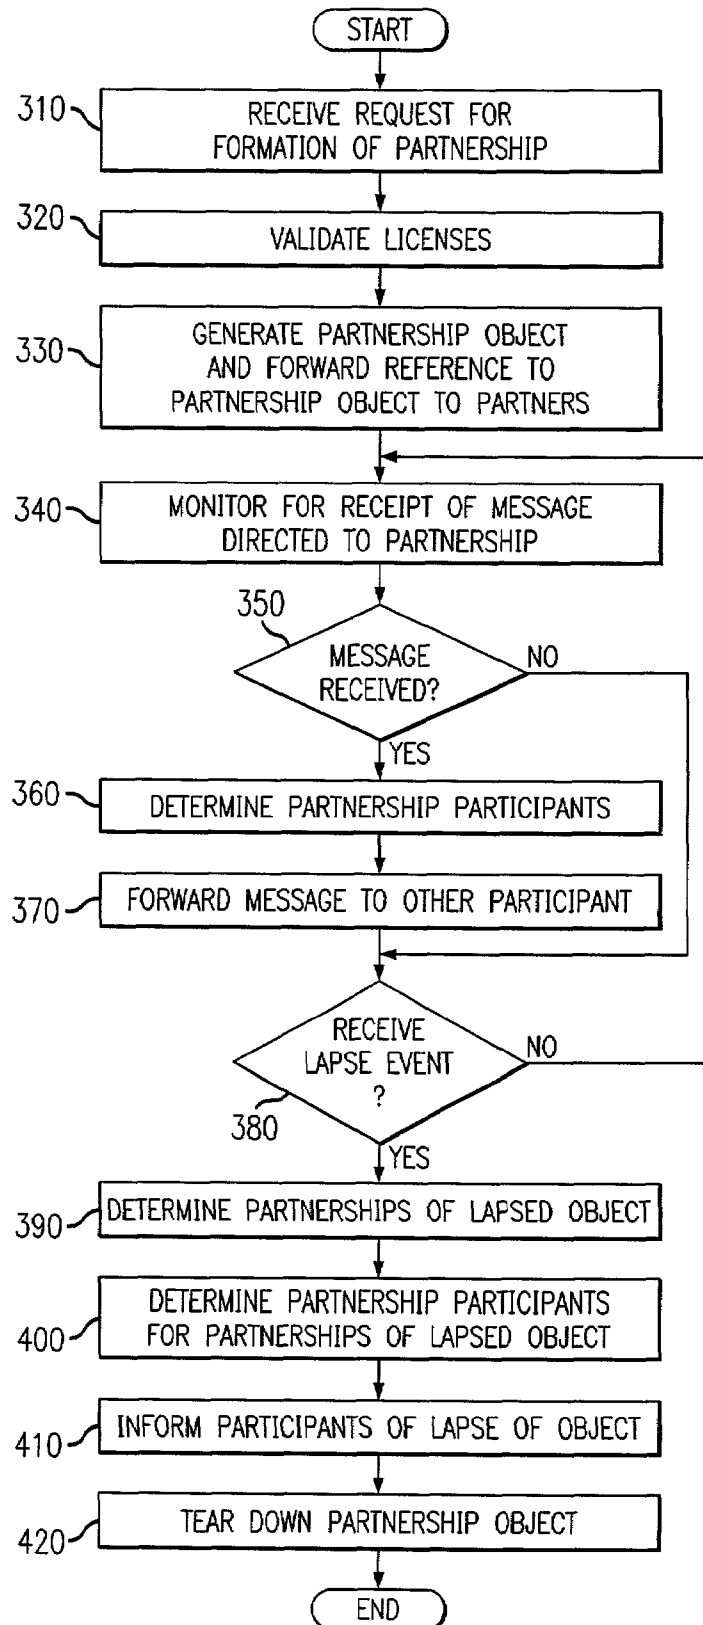 START
310
RECEIVE REQUEST FOR
FORMATION OF PARTNERSHIP
320
VALIDATE LICENSES
330
GENERATE PARTNERSHIP OBJECT
AND FORWARD REFERENCE TO
PARTNERSHIP OBJECT TO PARTNERS
340
MONITOR FOR RECEIPT OF MESSAGE
DIRECTED TO PARTNERSHIP
350
MESSAGE
RECEIVED?
NO
YES
360
DETERMINE PARTNERSHIP PARTICIPANTS
370
FORWARD MESSAGE TO OTHER PARTICIPANT
RECEIVE
LAPSE EVENT
?
NO
380
YES
390
DETERMINE PARTNERSHIPS OF LAPSED OBJECT
400
DETERMINE PARTNERSHIP PARTICIPANTS
FOR PARTNERSHIPS OF LAPSED OBJECT
410
INFORM PARTICIPANTS OF LAPSE OF OBJECT
420
TEAR DOWN PARTNERSHIP OBJECT
END